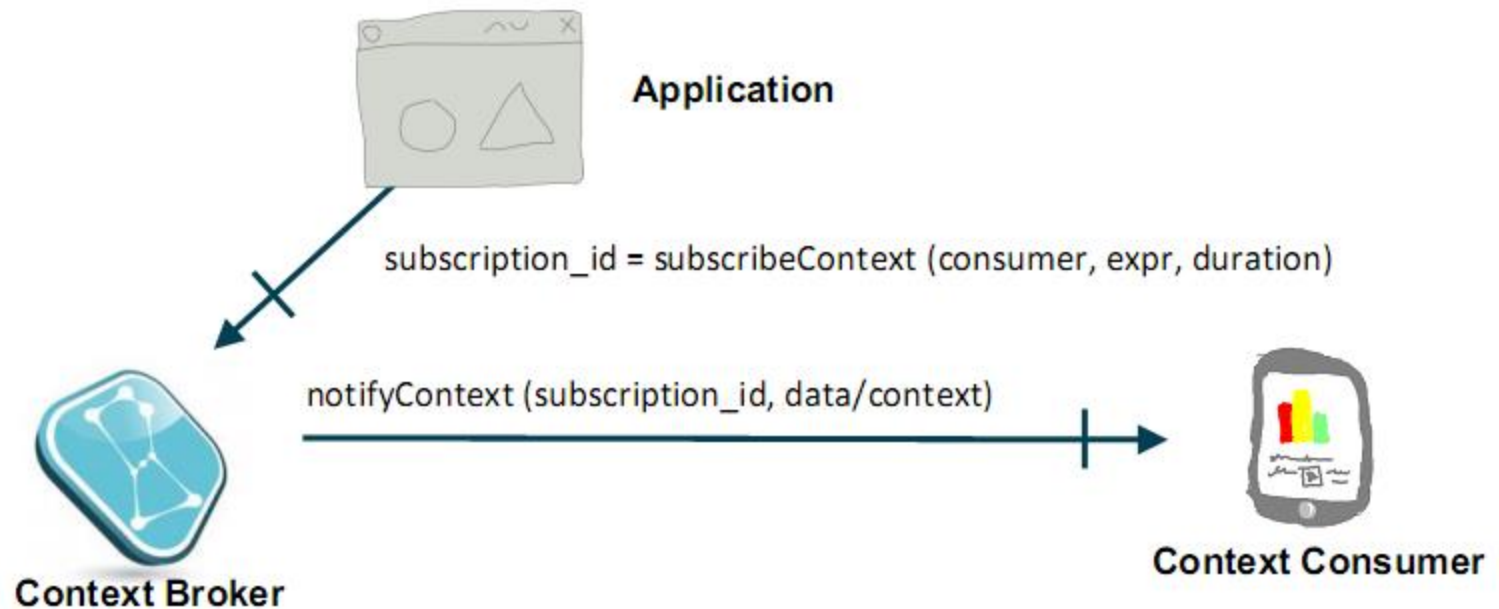 Application
subscription_id = subscribeContext (consumer, expr, duration)
notifyContext (subscription_id, data/context)
Context Consumer
Context Broker